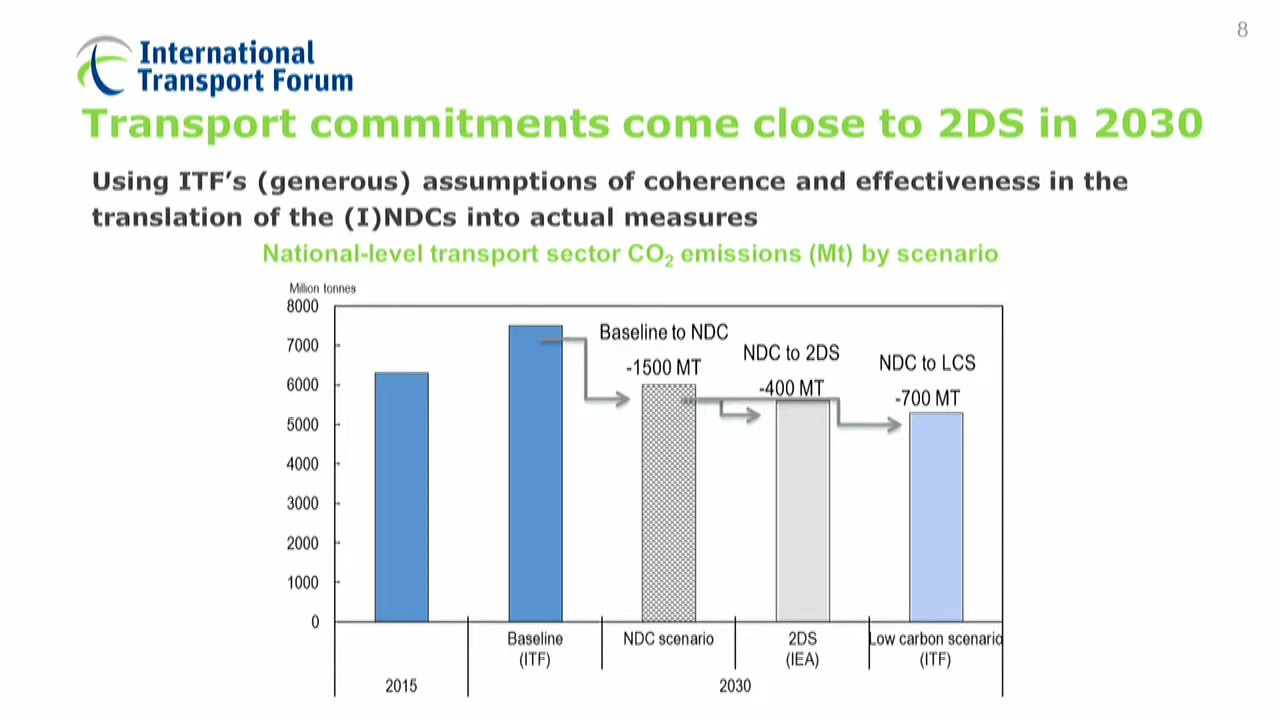 8
International
Transport Forum
Transport commitments come close to 2DS in 2030
Using ITF’s (generous) assumptions of coherence and effectiveness in the
translation of the (I)NDCs into actual measures
National-level transport sector CO₂ emissions (Mt) by scenario
Million tonnes
8000
7000
6000
5000
4000
3000
2000
1000
0
Baseline to NDC
-1500 MT
NDC to 2DS
-400 MT
NDC to LCS
-700 MT
Baseline
(ITF)
NDC scenario
2DS
(IEA)
Low carbon scenario
(ITF)
2015
2030